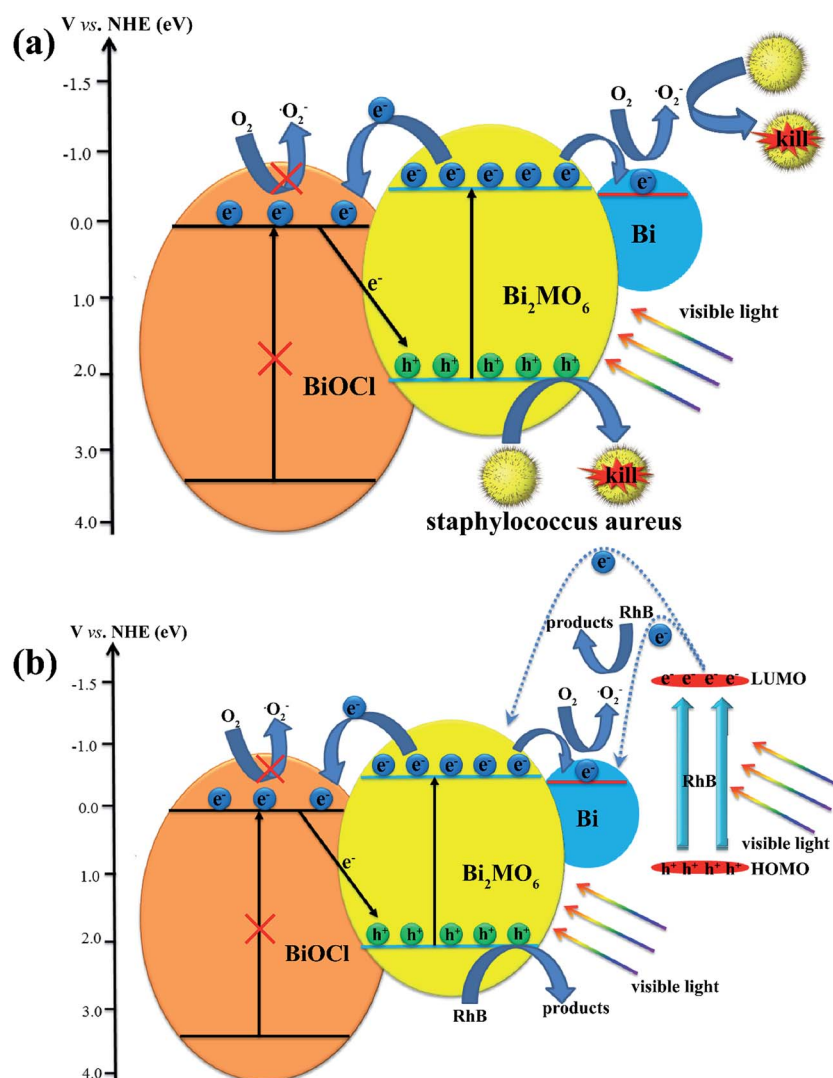 (a)
V vs. NHE (eV)
-1.5
-1.0
0.0
1.0
2.0
3.0
4.0
O₂
·O₂⁻
e⁻
O₂
·O₂⁻
kill
e⁻ e⁻ e⁻
e⁻ e⁻ e⁻ e⁻ e⁻
e⁻
Bi
e⁻
Bi₂MO₆
visible light
h⁺ h⁺ h⁺ h⁺ h⁺
BiOCl
kill
staphylococcus aureus
(b)
V vs. NHE (eV)
-1.5
-1.0
0.0
1.0
2.0
3.0
4.0
e⁻
products
RhB
e⁻
e⁻ e⁻ e⁻ e⁻
LUMO
O₂
·O₂⁻
e⁻
O₂
·O₂⁻
e⁻ e⁻ e⁻
e⁻ e⁻ e⁻ e⁻ e⁻
e⁻
Bi
RhB
visible light
e⁻
Bi₂MO₆
h⁺ h⁺ h⁺ h⁺
HOMO
h⁺ h⁺ h⁺ h⁺ h⁺
BiOCl
visible light
RhB
products